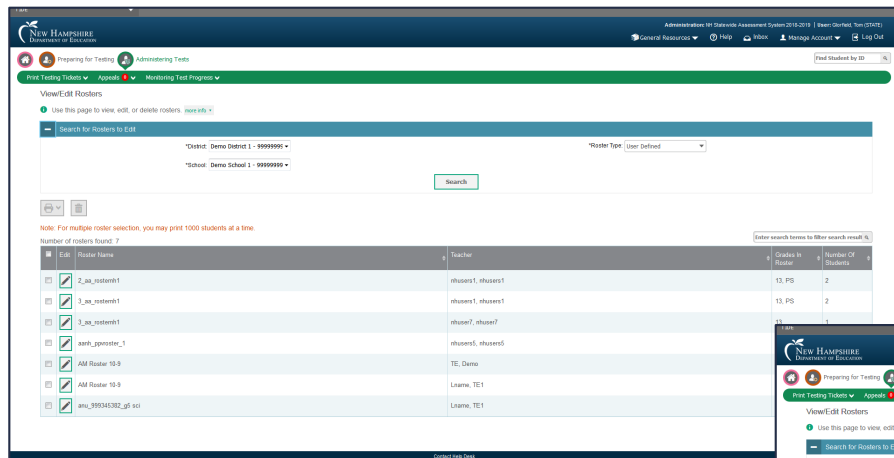 Administration: NH Statewide Assessment System 2018-2019 | User: Glorfield, Tom (STATE)
NEW HAMPSHIRE
DEPARTMENT OF EDUCATION
General Resources Help Inbox Manage Account Log Out
Preparing for Testing Administering Tests
Find Student by ID
Print Testing Tickets Appeals 0 Monitoring Test Progress
View/Edit Rosters
Use this page to view, edit, or delete rosters. more info
Search for Rosters to Edit
*District: Demo District 1 - 9999999 *Roster Type: User Defined
*School: Demo School 1 - 99999999
Search
Note: For multiple roster selection, you may print 1000 students at a time.
Number of rosters found: 7
Enter search terms to filter search result
Edit Roster Name Teacher Grades In Roster Number Of Students
2_aa_rosternh1 nhusers1, nhusers1 13, PS 2
3_aa_rosternh1 nhusers1, nhusers1 13, PS 2
3_aa_rosternh1 nhuser7, nhuser7 13 1
aanh_pproster_1 nhusers5, nhusers5
AM Roster 10-9 TE, Demo
AM Roster 10-9 Lname, TE1
anu_999345382_g5 sci Lname, TE1
Contact Help Desk
NEW HAMPSHIRE
DEPARTMENT OF EDUCATION
Preparing for Testing
Print Testing Tickets Appeals
View/Edit Rosters
Use this page to view, edit
Search for Rosters to E